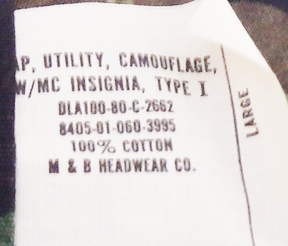 AP, UTILITY, CAMOUFLAGE,
W/MC INSIGNIA, TYPE I
DLA100-80-C-2662
8405-01-060-3995
100% COTTON
M & B HEADWEAR CO.
LARGE